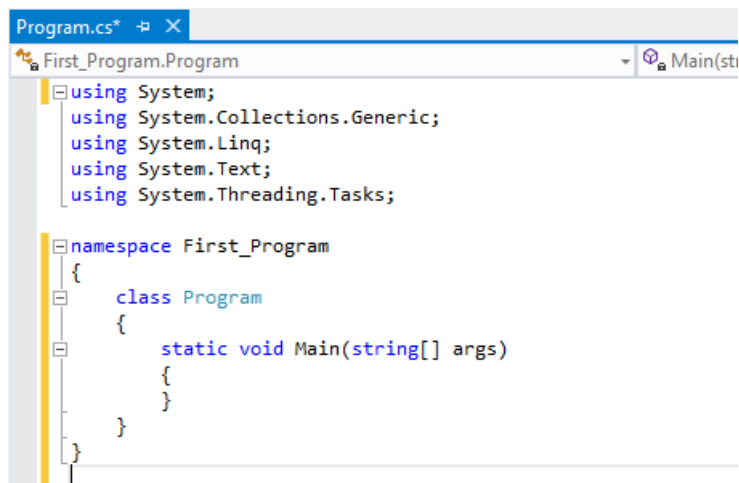 Program.cs*
First_Program.Program
Main(str
using System;
using System.Collections.Generic;
using System.Linq;
using System.Text;
using System.Threading.Tasks;
namespace First_Program
{
class Program
{
static void Main(string[] args)
{
}
}
}